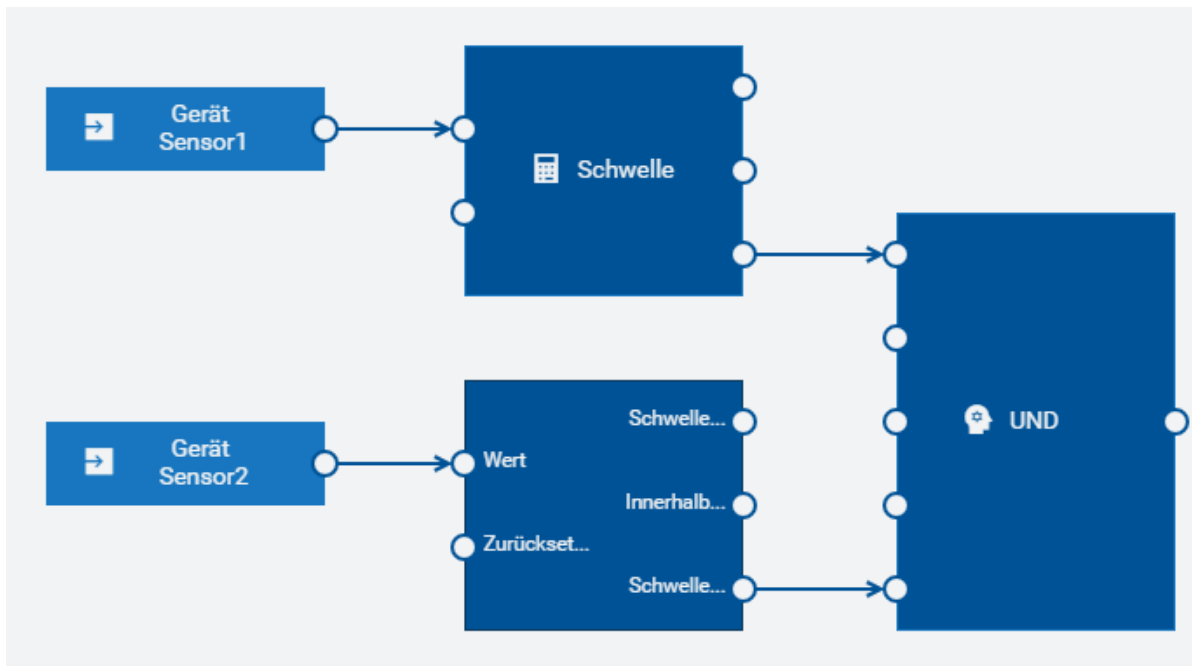 Gerät
Sensor1
Schwelle
Gerät
Sensor2
Schwelle...
Wert
Innerhalb...
Zurückset...
Schwelle...
UND